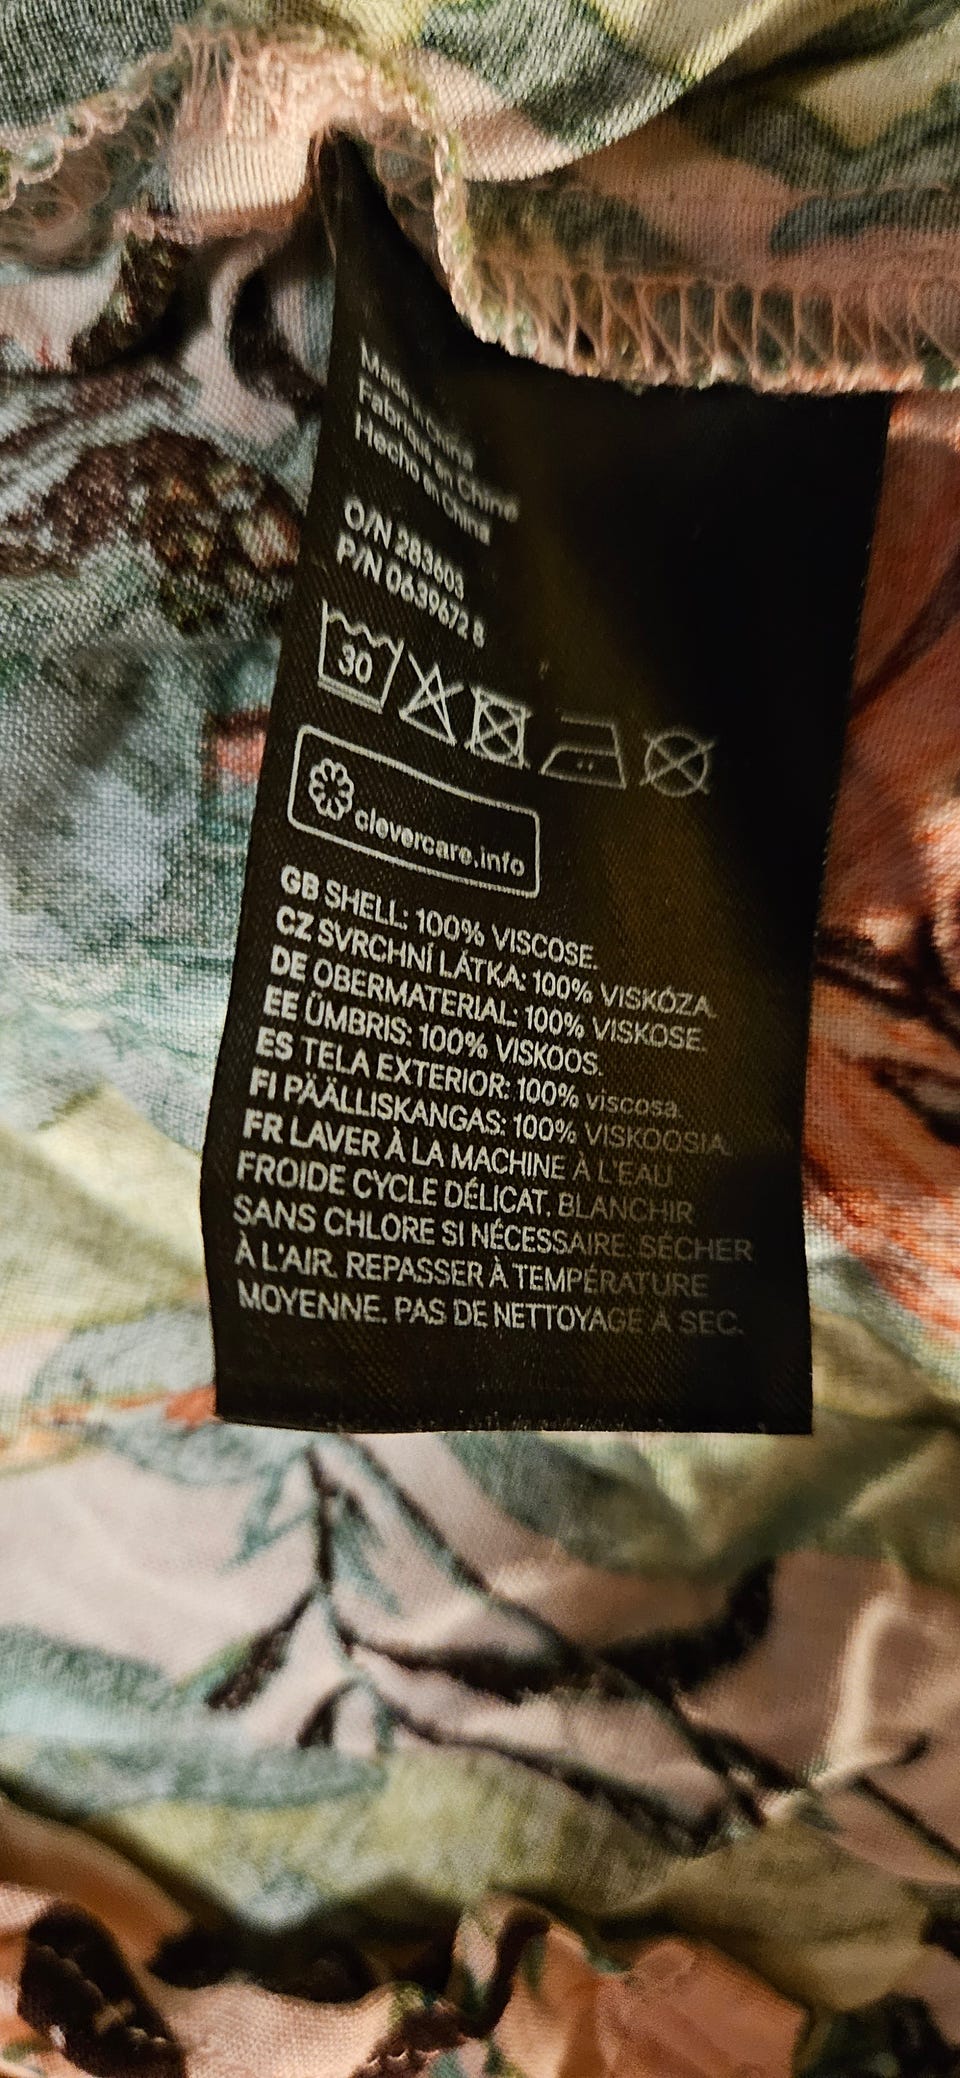 Made in China
Fabriqué en Chine
Hecho en China
O/N 283603
P/N 0639672 8
30
clevercare.info
GB SHELL: 100% VISCOSE.
CZ SVRCHNÍ LÁTKA: 100% VISKÓZA.
DE OBERMATERIAL: 100% VISKOSE.
EE ÜMBRIS: 100% VISKOOS.
ES TELA EXTERIOR: 100% viscosa.
FI PÄÄLLISKANGAS: 100% VISKOOSIA.
FR LAVER À LA MACHINE À L'EAU
FROIDE CYCLE DÉLICAT. BLANCHIR
SANS CHLORE SI NÉCESSAIRE. SÉCHER
À L'AIR. REPASSER À TEMPÉRATURE
MOYENNE. PAS DE NETTOYAGE À SEC.